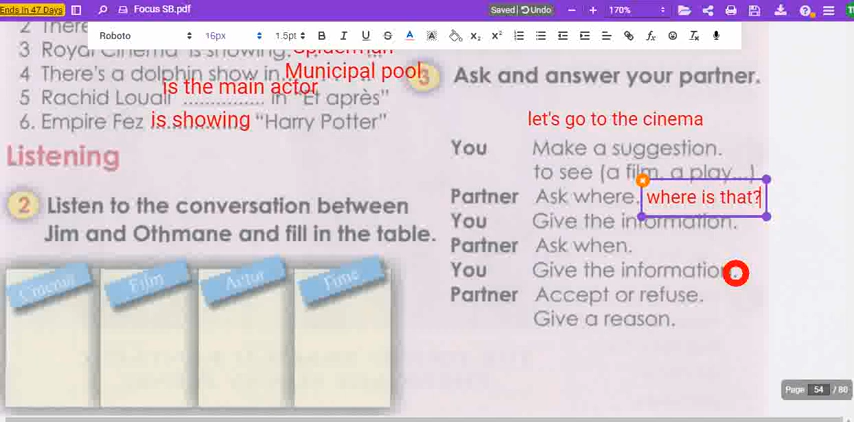 Ends In 47 Days
Focus SB.pdf
Saved | Undo
170%
Roboto
16px
1.5pt
B I U S A A X₂ X² fx
2 There
3 Royal Cinema is showing. Spiderman
4 There's a dolphin show in Municipal pool
5 Rachid Louali is the main actor in "Et après"
6. Empire Fez is showing "Harry Potter"
Listening
2 Listen to the conversation between
Jim and Othmane and fill in the table.
Cinema Film Actor Time
3 Ask and answer your partner.
let's go to the cinema
You Make a suggestion.
to see (a film, a play...)
Partner Ask where. where is that?
You Give the information.
Partner Ask when.
You Give the information.
Partner Accept or refuse.
Give a reason.
Page 54 / 80